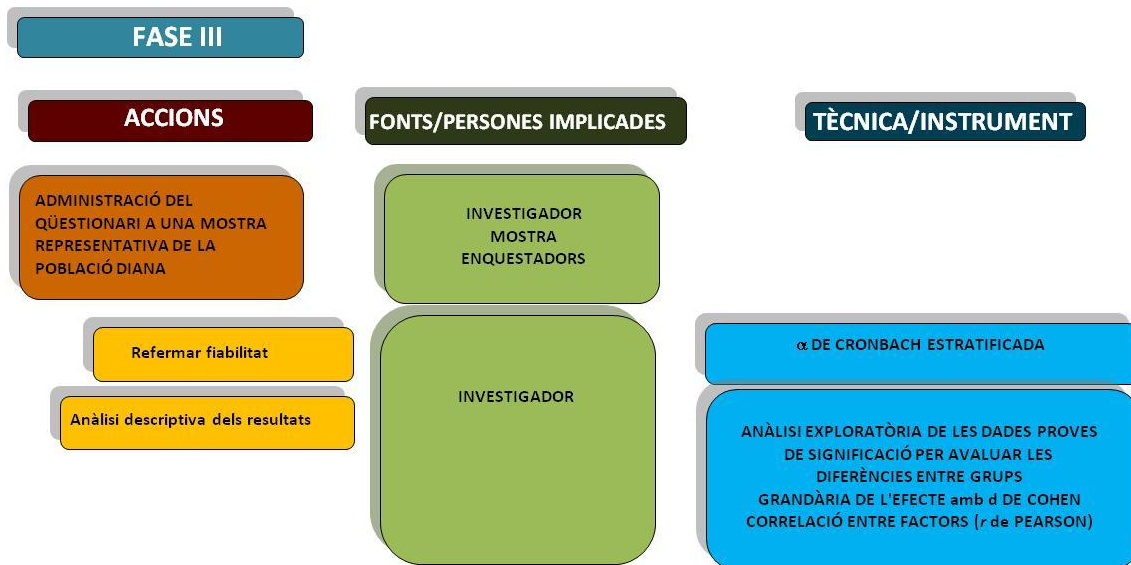 FASE III
ACCIONS
FONTS/PERSONES IMPLICADES
TÈCNICA/INSTRUMENT
ADMINISTRACIÓ DEL
QÜESTIONARI A UNA MOSTRA
REPRESENTATIVA DE LA
POBLACIÓ DIANA
INVESTIGADOR
MOSTRA
ENQUESTADORS
Refermar fiabilitat
α DE CRONBACH ESTRATIFICADA
Anàlisi descriptiva dels resultats
INVESTIGADOR
ANÀLISI EXPLORATÒRIA DE LES DADES PROVES
DE SIGNIFICACIÓ PER AVALUAR LES
DIFERÈNCIES ENTRE GRUPS
GRANDÀRIA DE L'EFECTE amb d DE COHEN
CORRELACIÓ ENTRE FACTORS (r de PEARSON)